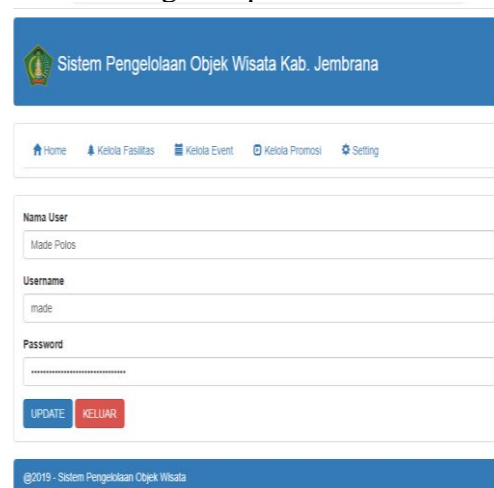 Sistem Pengelolaan Objek Wisata Kab. Jembrana
Home Kelola Fasilitas Kelola Event Kelola Promosi Setting
Nama User
Made Polos
Username
made
Password
UPDATE KELUAR
@2019 - Sistem Pengelolaan Objek Wisata